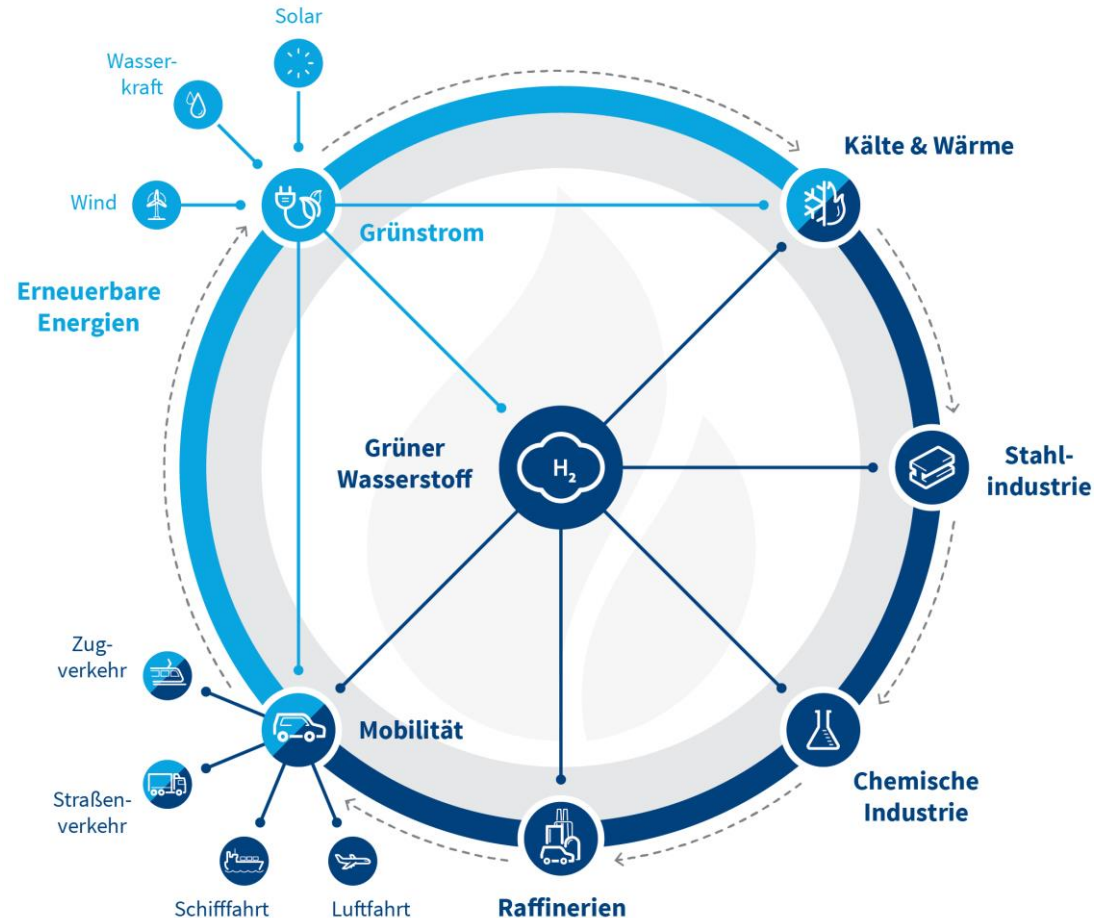 Solar
Wasser-
kraft
Wind
Grünstrom
Kälte & Wärme
Erneuerbare
Energien
Grüner
Wasserstoff
H₂
Stahl-
industrie
Zug-
verkehr
Mobilität
Straßen-
verkehr
Chemische
Industrie
Schifffahrt
Luftfahrt
Raffinerien